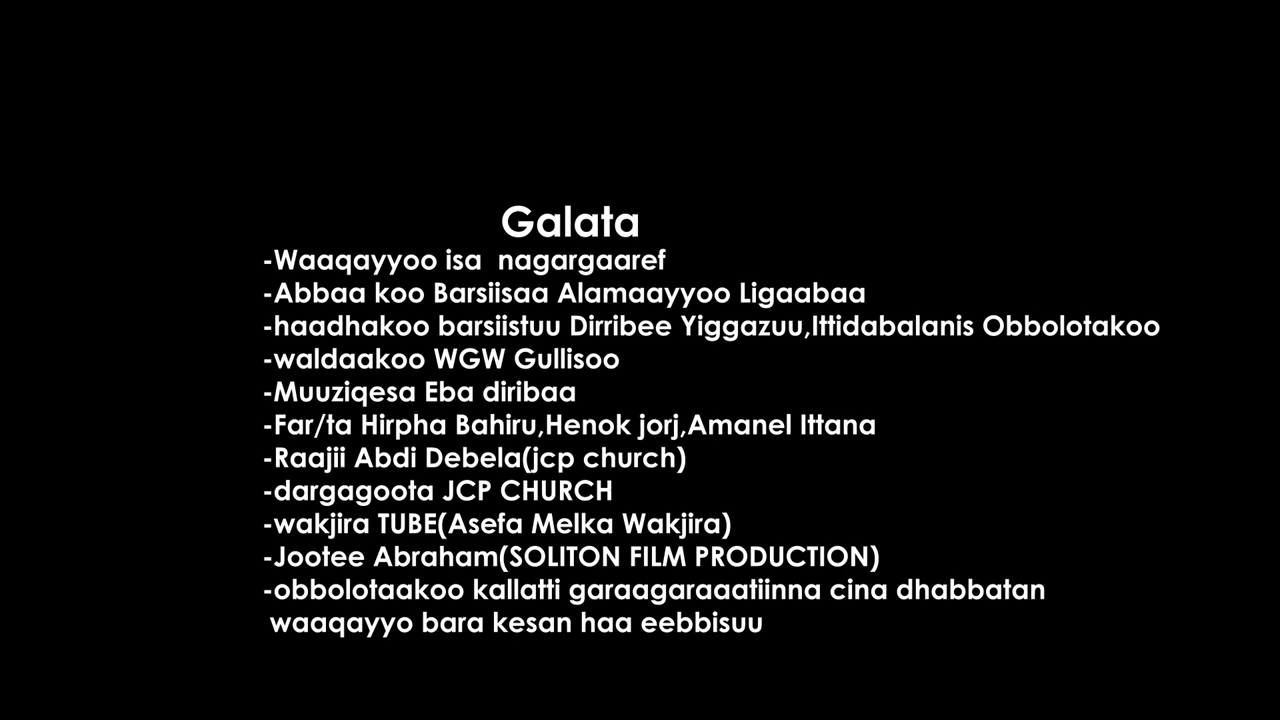 Galata
-Waaqayyoo isa  nagargaaref
-Abbaa koo Barsiisaa Alamaayyoo Ligaabaa
-haadhakoo barsiistuu Dirribee Yiggazuu,Ittidabalanis Obbolotakoo
-waldaakoo WGW Gullisoo
-Muuziqesa Eba diribaa
-Far/ta Hirpha Bahiru,Henok jorj,Amanel Ittana
-Raajii Abdi Debela(jcp church)
-dargagoota JCP CHURCH
-wakjira TUBE(Asefa Melka Wakjira)
-Jootee Abraham(SOLITON FILM PRODUCTION)
-obbolotaakoo kallatti garaagaraaatiinna cina dhabbatan
waaqayyo bara kesan haa eebbisuu